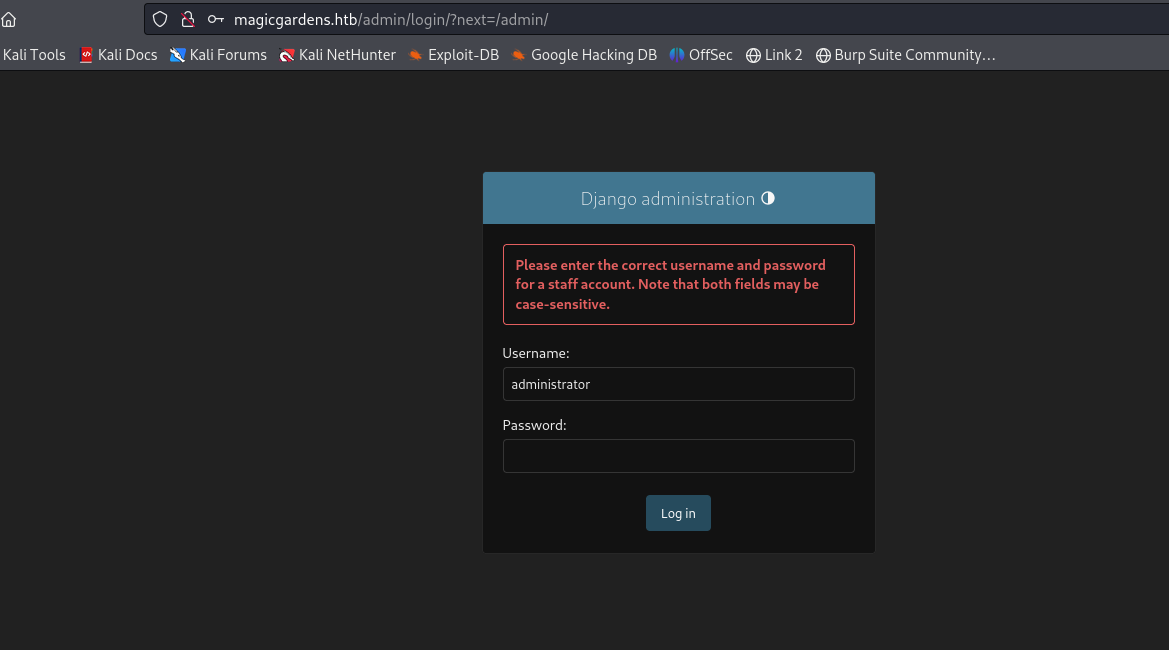 magicgardens.htb/admin/login/?next=/admin/
Kali Tools Kali Docs Kali Forums Kali NetHunter Exploit-DB Google Hacking DB OffSec Link 2 Burp Suite Community…
Django administration
Please enter the correct username and password
for a staff account. Note that both fields may be
case-sensitive.
Username:
administrator
Password:
Log in